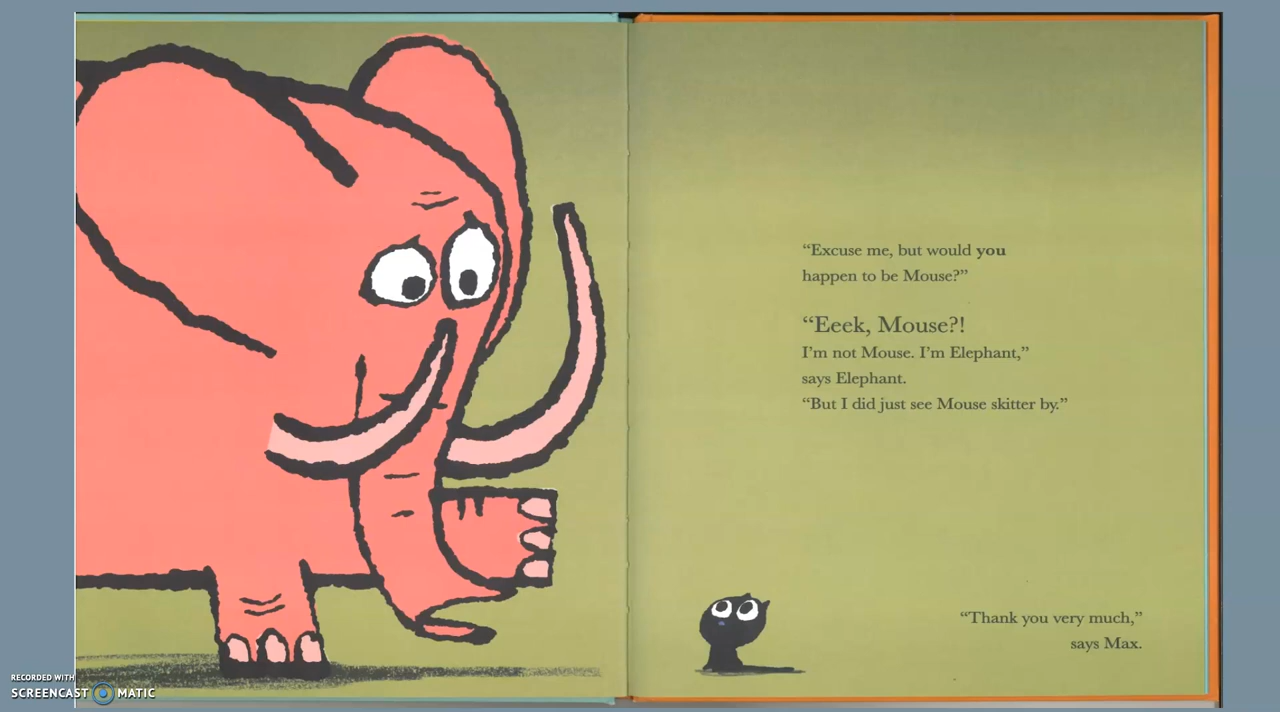 “Excuse me, but would you
happen to be Mouse?”
“Eeek, Mouse?!
I’m not Mouse. I’m Elephant,”
says Elephant.
“But I did just see Mouse skitter by.”
“Thank you very much,”
says Max.
RECORDED WITH
SCREENCAST MATIC